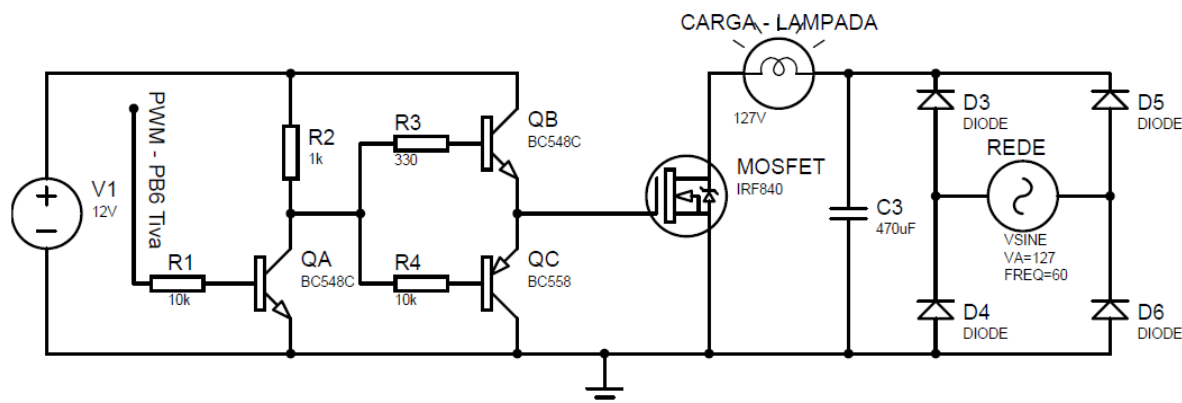 CARGA - LAMPADA
127V
PWM - PB6 Tiva
V1
12V
R1
10k
R2
1k
QA
BC548C
R3
330
R4
10k
QB
BC548C
QC
BC558
MOSFET
IRF840
C3
470uF
D3
DIODE
D5
DIODE
REDE
VSINE
VA=127
FREQ=60
D4
DIODE
D6
DIODE